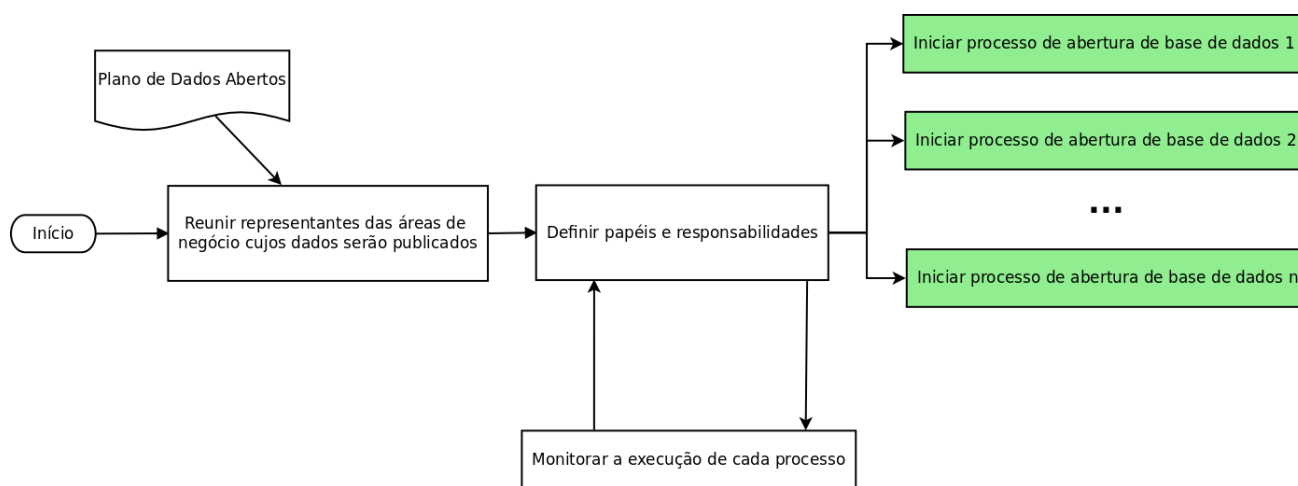 Plano de Dados Abertos
Início
Reunir representantes das áreas de
negócio cujos dados serão publicados
Definir papéis e responsabilidades
Iniciar processo de abertura de base de dados 1
Iniciar processo de abertura de base de dados 2
...
Iniciar processo de abertura de base de dados n
Monitorar a execução de cada processo